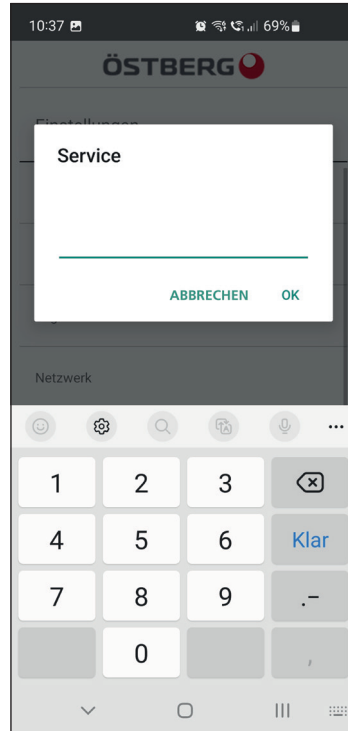 10:37 69%
ÖSTBERG
Einstellungen
Service
ABBRECHEN OK
Netzwerk
1 2 3
4 5 6 Klar
7 8 9 .-
0 ,